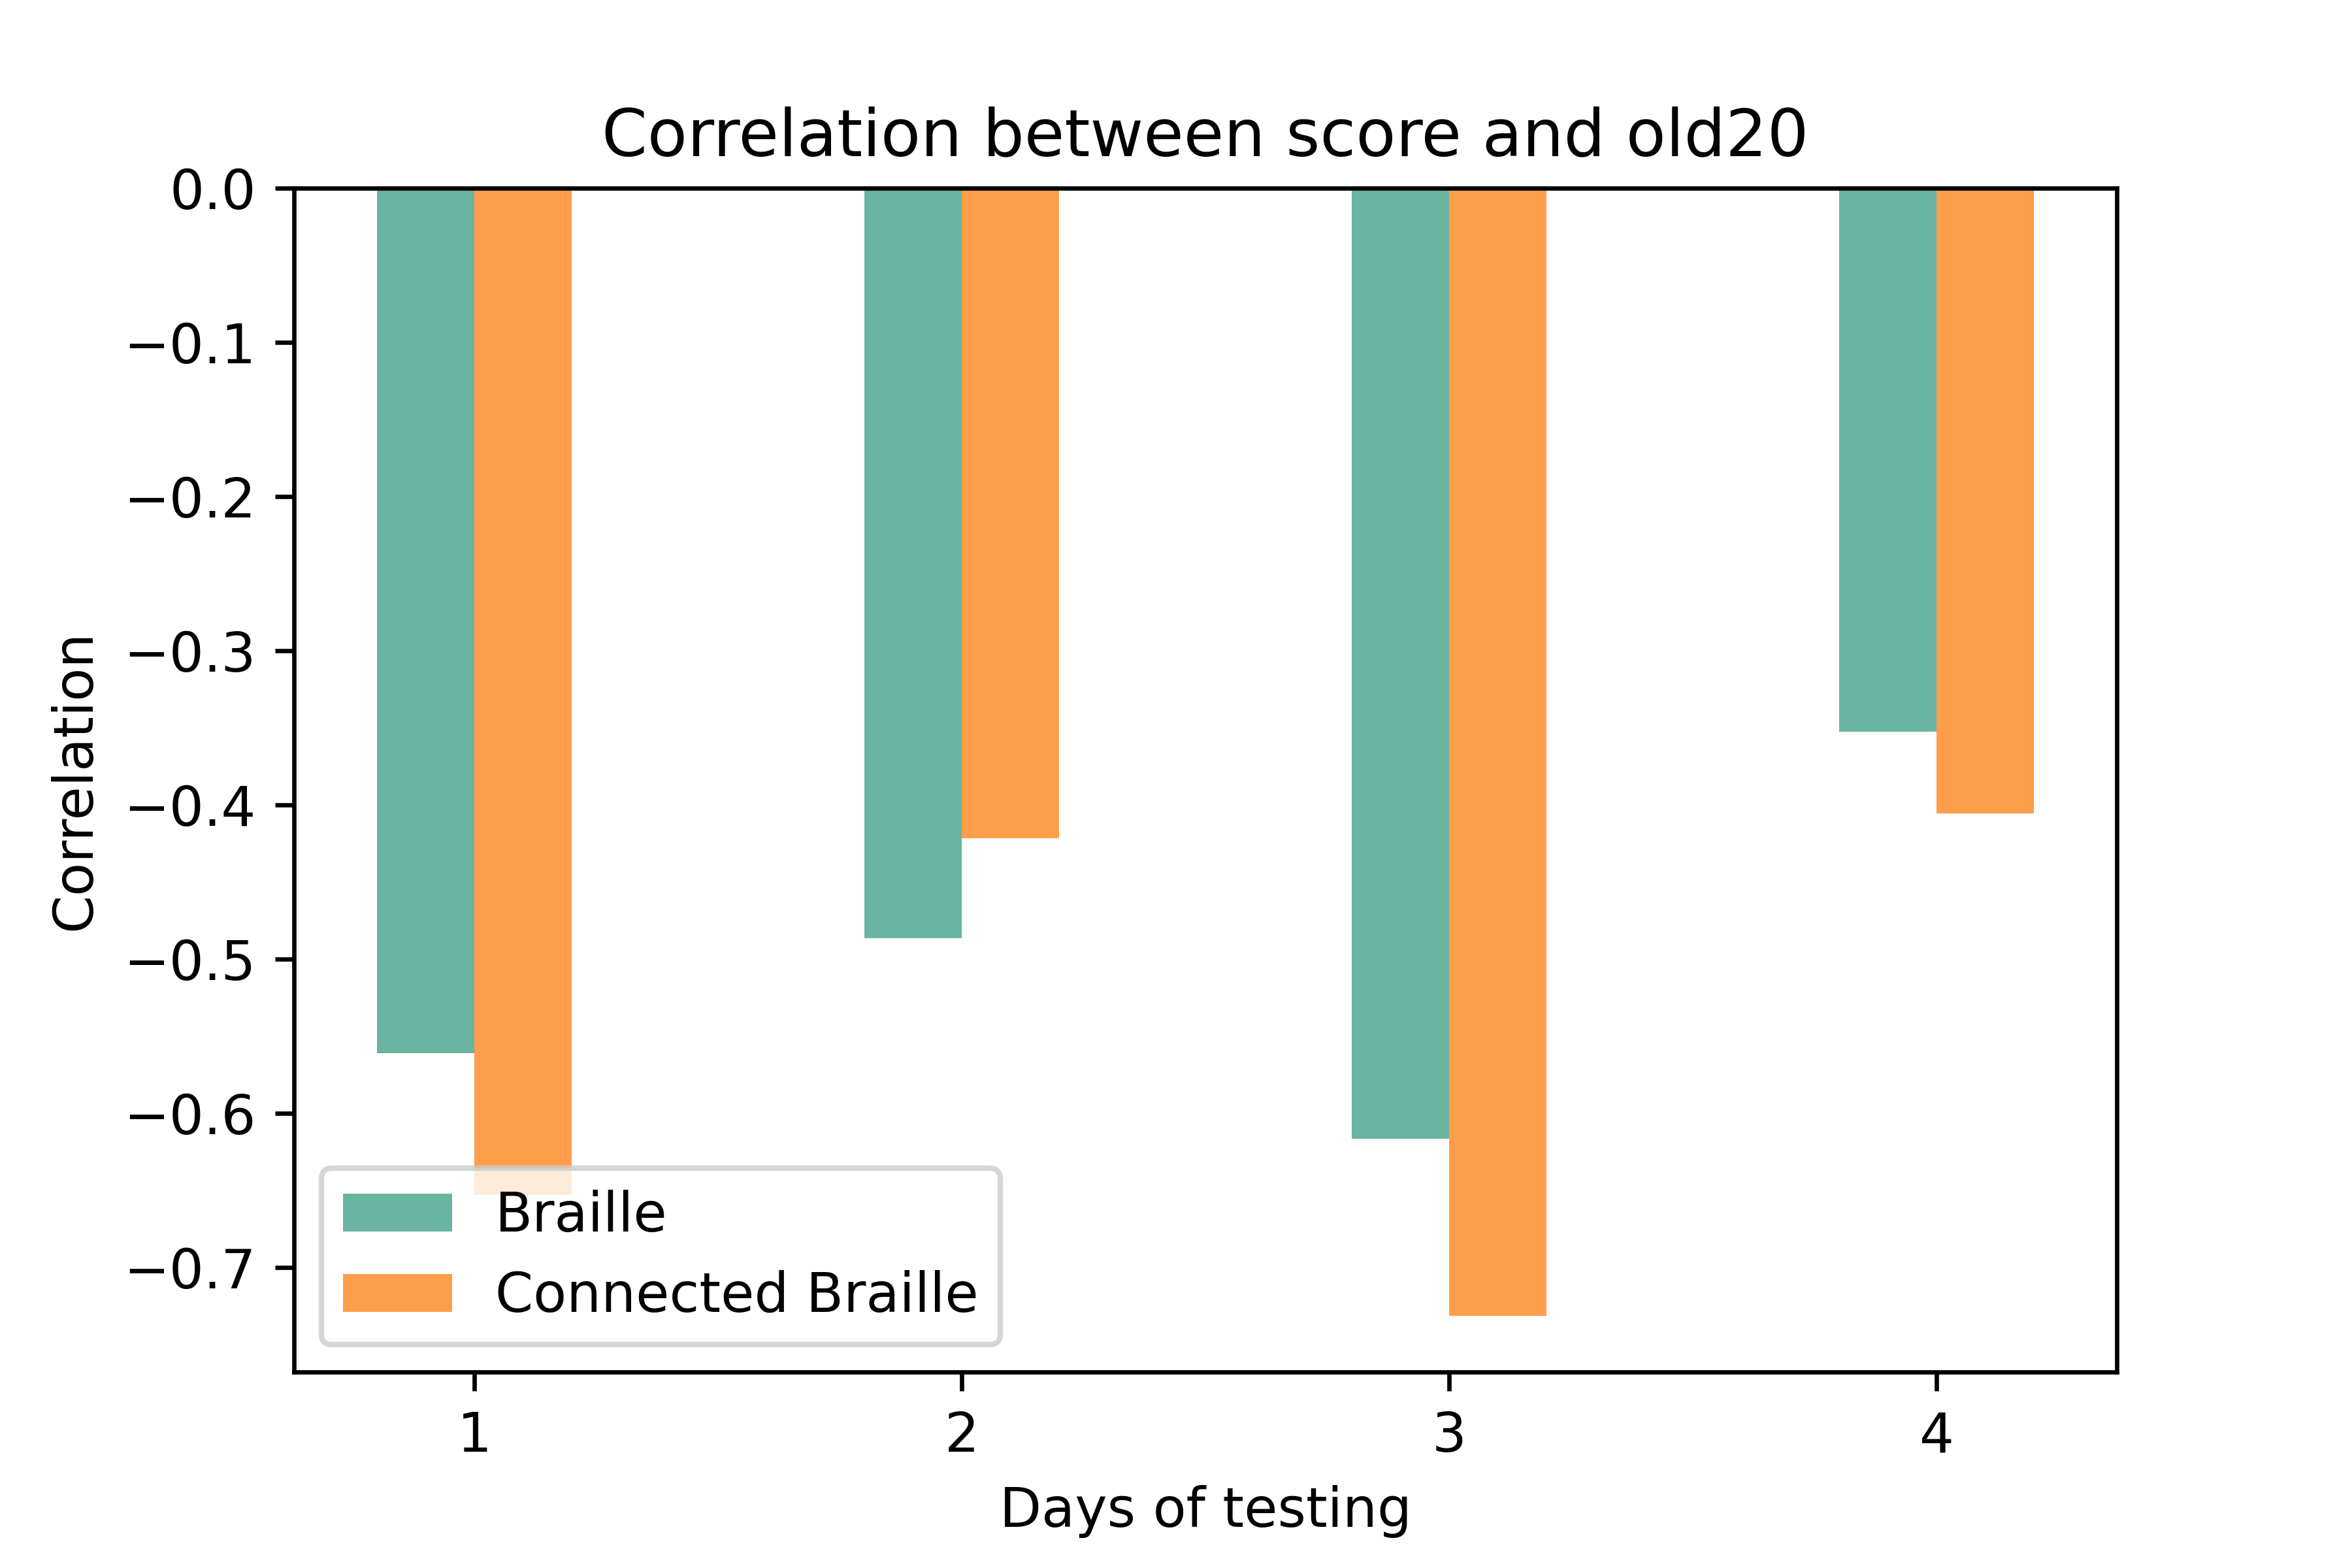 Correlation between score and old20
0.0
−0.1
−0.2
−0.3
−0.4
−0.5
−0.6
−0.7
Correlation
Braille
Connected Braille
1 2 3 4
Days of testing